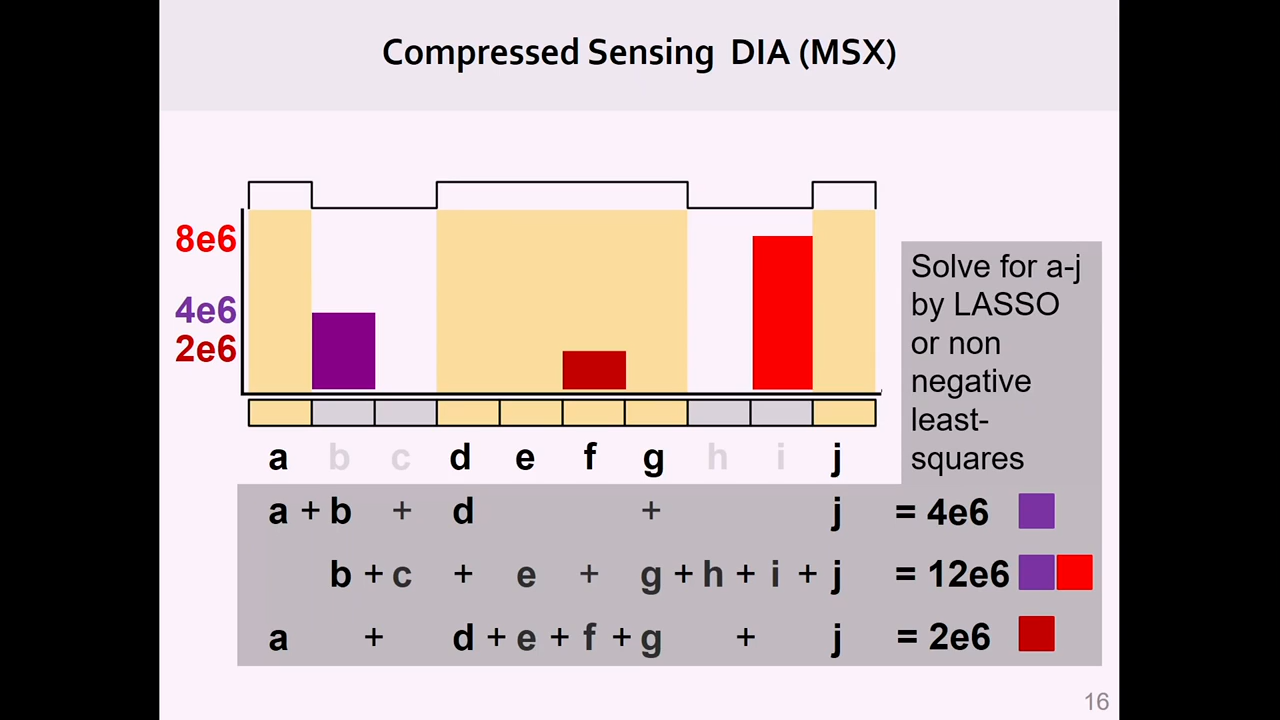 Compressed Sensing DIA (MSX)
8e6
4e6
2e6
Solve for a-j
by LASSO
or non
negative
least-
squares
a b c d e f g h i j
a + b + d + j = 4e6
b + c + e + g + h + i + j = 12e6
a + d + e + f + g + j = 2e6
16